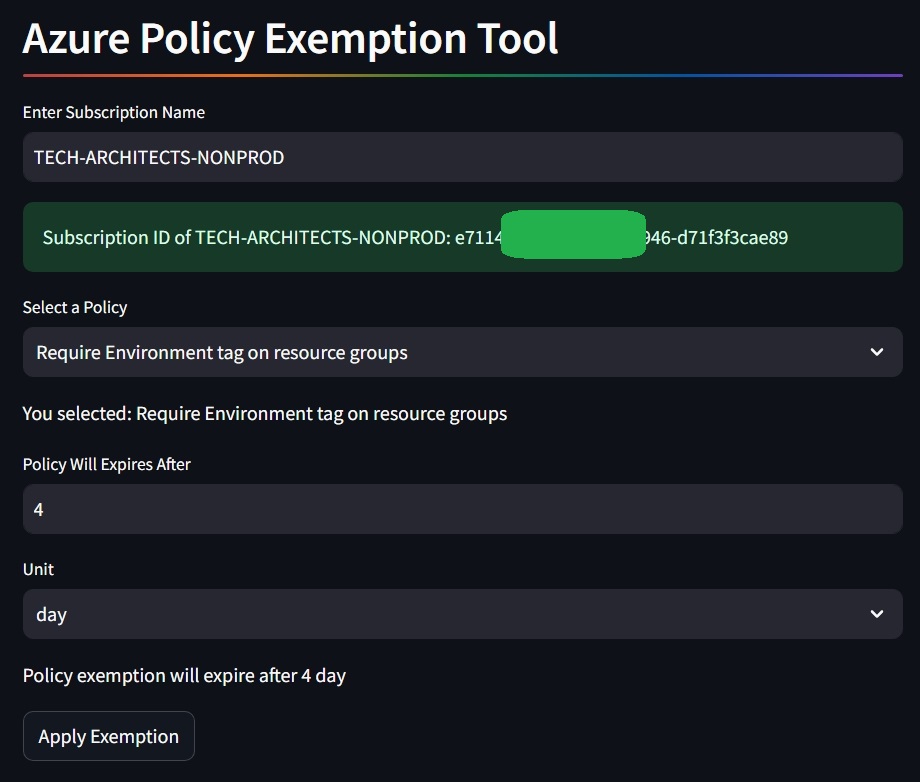 Azure Policy Exemption Tool
Enter Subscription Name
TECH-ARCHITECTS-NONPROD
Subscription ID of TECH-ARCHITECTS-NONPROD: e7114 946-d71f3f3cae89
Select a Policy
Require Environment tag on resource groups
You selected: Require Environment tag on resource groups
Policy Will Expires After
4
Unit
day
Policy exemption will expire after 4 day
Apply Exemption